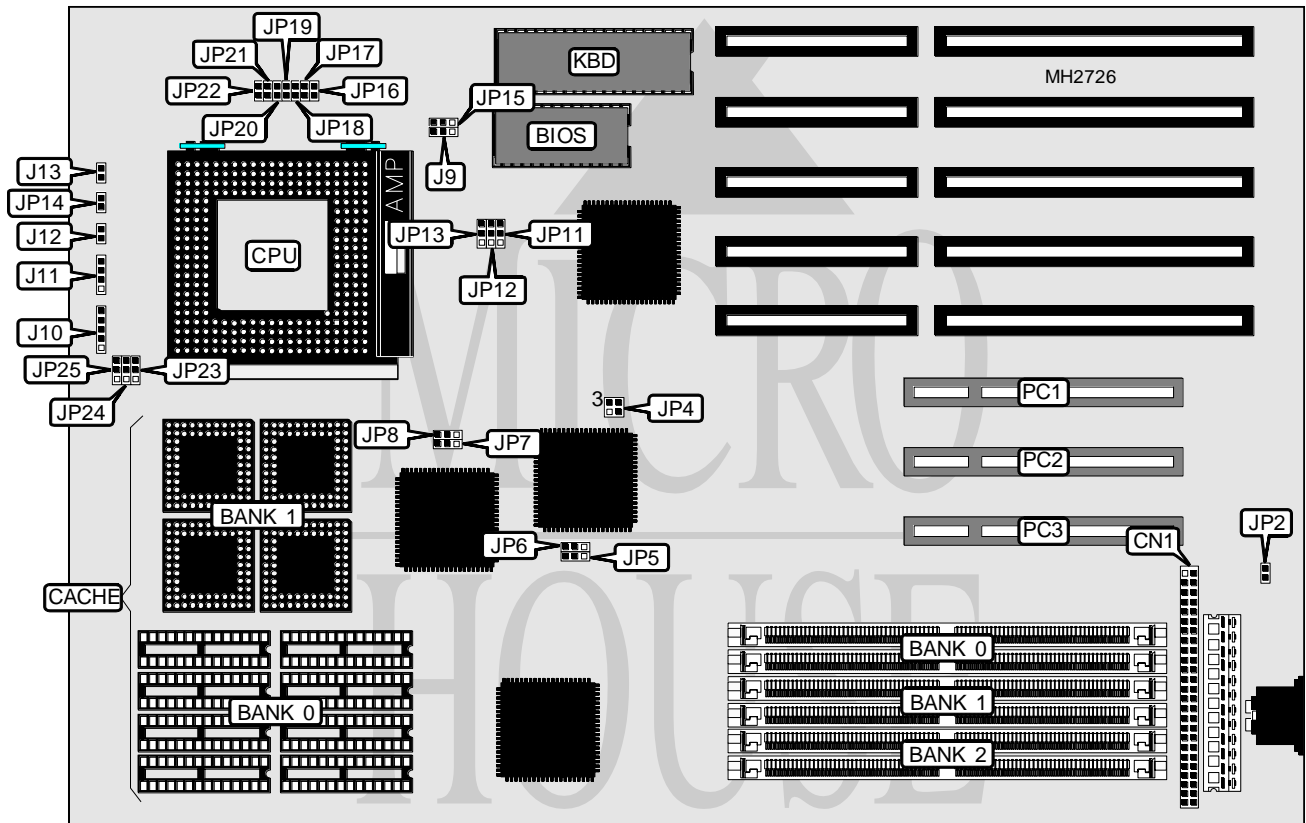 JP19
JP21 JP17
JP22 JP16
JP20 JP18
KBD
MH2726
JP15
BIOS
J9
J13
JP14
J12
J11
J10
AMP
CPU
JP13 JP11
JP12
JP25 JP23
JP24
3 JP4
JP8 JP7
PC1
PC2
PC3
BANK 1
JP6 JP5
CN1
JP2
CACHE
BANK 0
BANK 0
BANK 1
BANK 2
MICRO
HOUSE